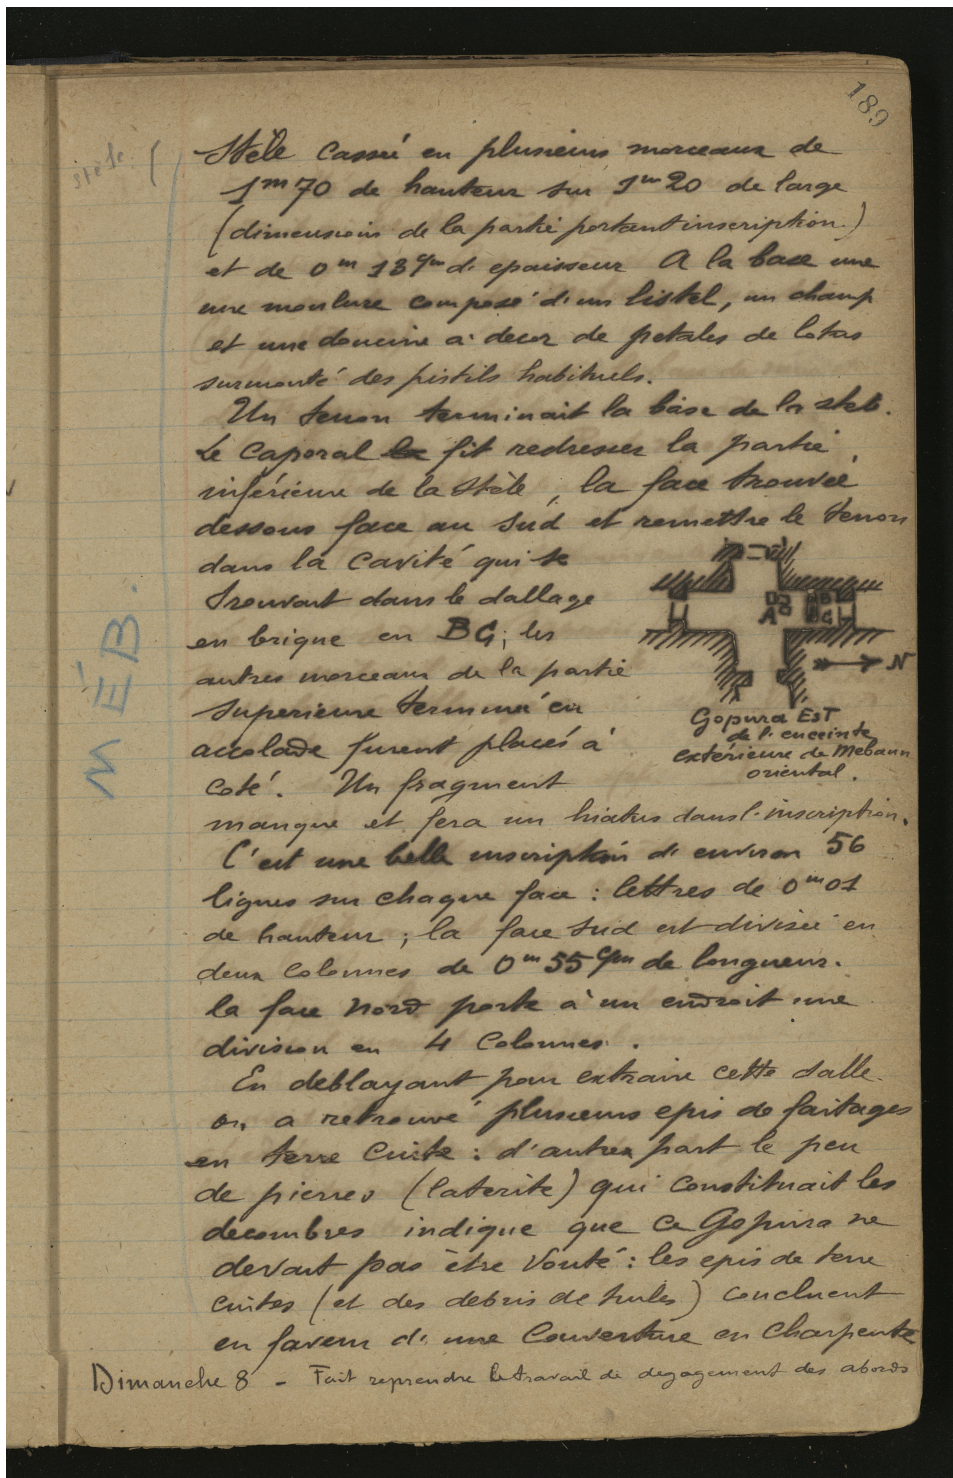 189
stèle
Stèle cassée en plusieurs morceaux de
1m70 de hauteur sur 1m20 de large
(dimensions de la partie portant inscription.)
et de 0m 13 c/m d'epaisseur A la base une
une moulure composé d'un listel, un champ
et une doucine à decor de petales de lotus
surmonté des pistils habituels.
Un tenon terminait la base de la stele.
Le Caporal fit redresser la partie
inférieure de la stèle, la face trouvée
dessous face au Sud et remettre le tenon
dans la cavité qui se
trouvait dans le dallage
en brique en BC; les
autres morceaux de la partie
superieure terminée en
accolade furent placés à
coté. Un fragment
manque et fera un hiatus dans l'inscription.
C'est une belle inscription d'environ 56
lignes sur chaque face : lettres de 0m01
de hauteur ; la face Sud est divisée en
deux colonnes de 0m 55 c/m de longueur.
la face Nord porte à un endroit une
division en 4 Colonnes.
En deblayant pour extraire cette dalle
on a retrouvé plusieurs epis de faitages
en terre cuite : d'autre part le peu
de pierres (laterite) qui constituait les
decombres indique que ce Gopura ne
devait pas être vouté : les epis de terre
cuites (et des debris de tuiles) concluent
en faveur d'une couverture en charpente
Dimanche 8 - Fait reprendre le travail de degagement des abords
MÉB.
D
B
A
C
N
Gopura EST
de l'enceinte
extérieure de Mébaun
oriental.